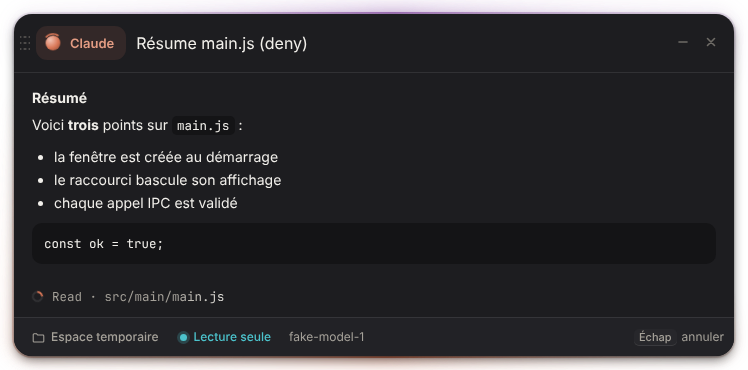 Claude Résume main.js (deny)
Résumé
Voici trois points sur main.js :
• la fenêtre est créée au démarrage
• le raccourci bascule son affichage
• chaque appel IPC est validé
const ok = true;
Read · src/main/main.js
Espace temporaire Lecture seule fake-model-1 Échap annuler